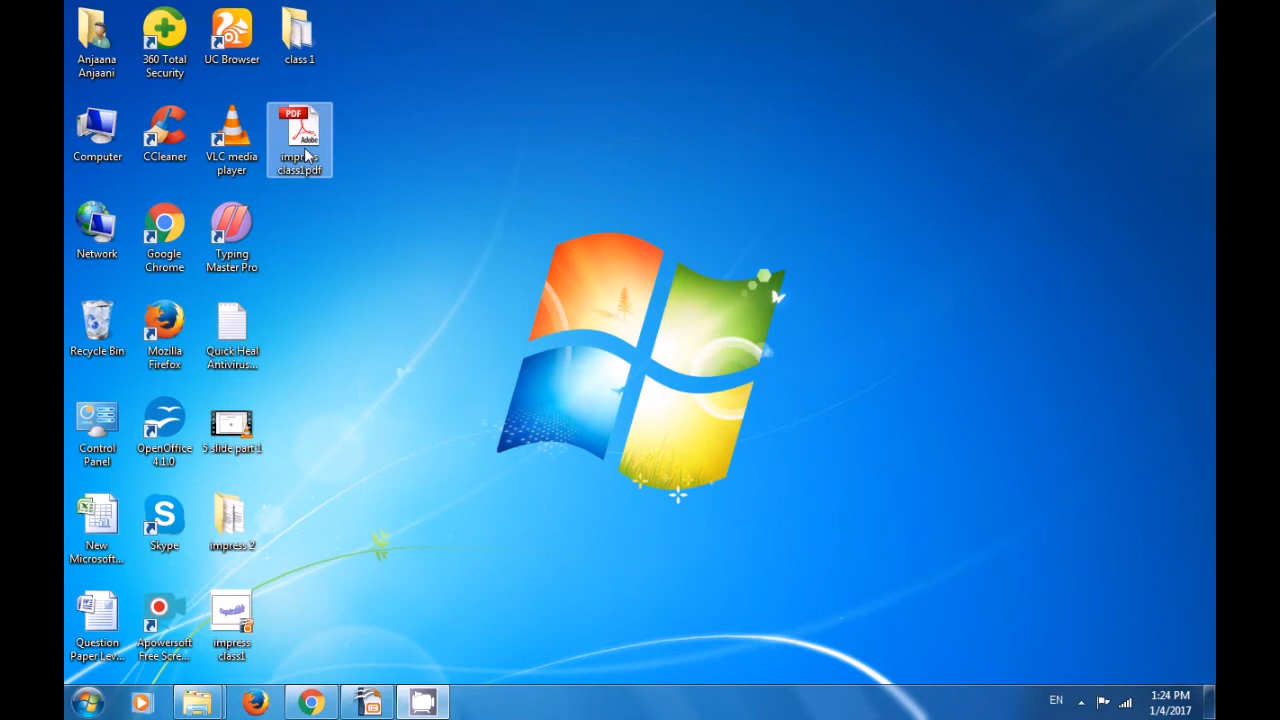 Anjaana
Anjaani
360 Total
Security
UC Browser
class 1
Computer
CCleaner
VLC media
player
PDF
Adobe
impress
class1pdf
Network
Google
Chrome
Typing
Master Pro
Recycle Bin
Mozilla
Firefox
Quick Heal
Antivirus...
Control
Panel
OpenOffice
4.1.0
5 slide part 1
New
Microsoft...
Skype
impress 2
Question
Paper Lev...
Apowersoft
Free Scre...
impress
class1
EN
1:24 PM
1/4/2017